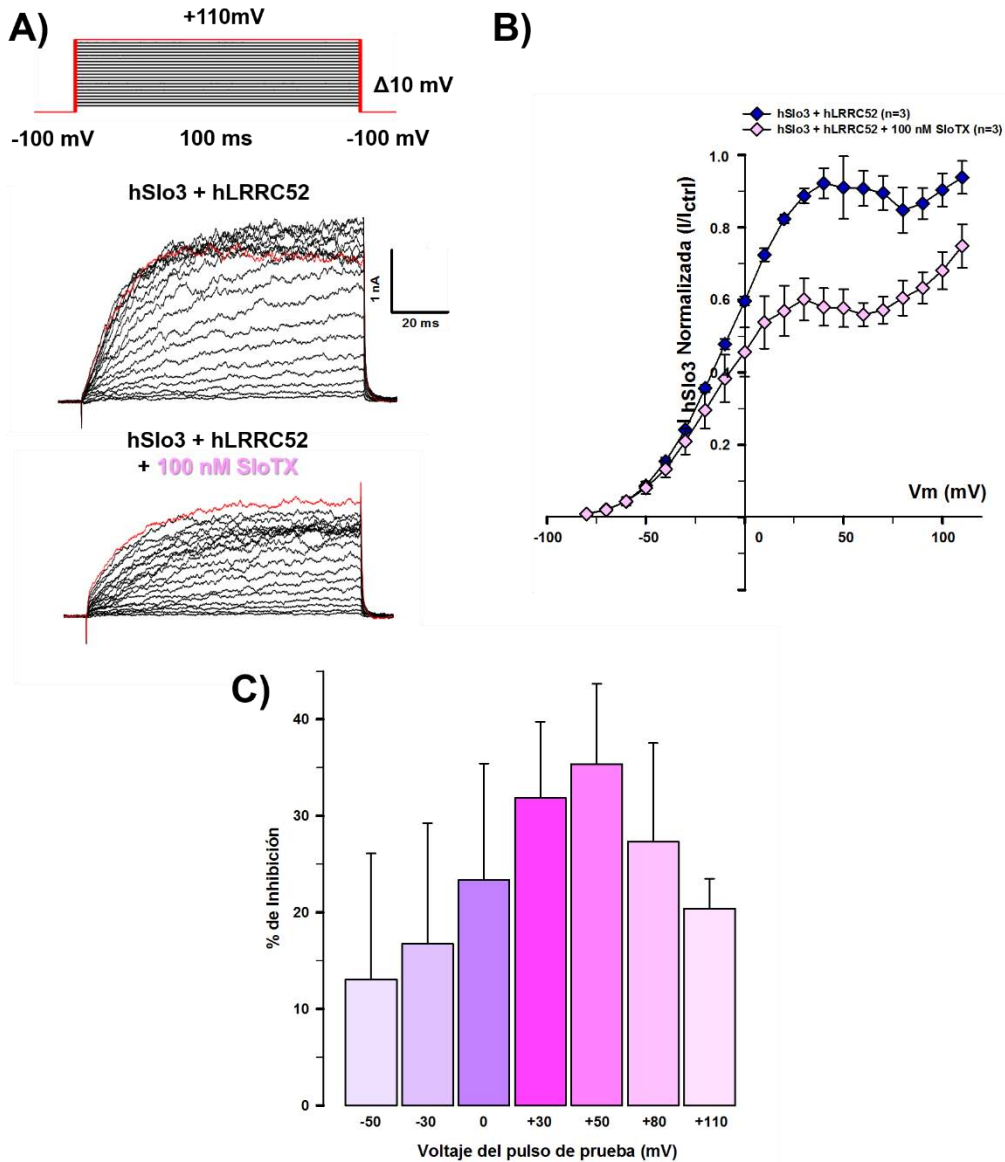 A)
+110mV
Δ10 mV
-100 mV
100 ms
-100 mV
hSlo3 + hLRRC52
1 nA
20 ms
hSlo3 + hLRRC52
+ 100 nM SloTX
B)
hSlo3 + hLRRC52 (n=3)
hSlo3 + hLRRC52 + 100 nM SloTX (n=3)
I hSlo3 Normalizada (I/Ictrl)
1.0
0.8
0.6
0.4
0.2
Vm (mV)
-100
-50
0
50
100
C)
% de Inhibición
40
30
20
10
0
-50
-30
0
+30
+50
+80
+110
Voltaje del pulso de prueba (mV)